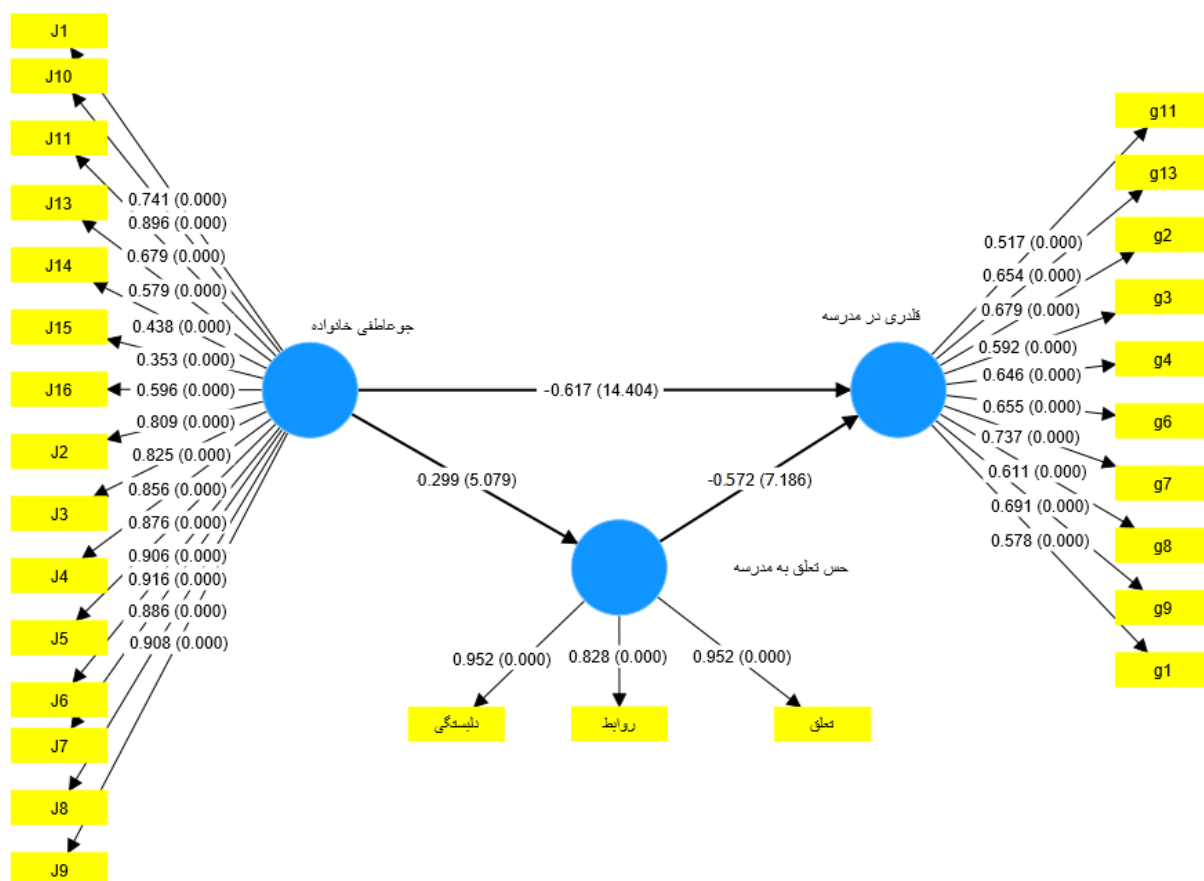 J1
J10
J11
J13
J14
J15
J16
J2
J3
J4
J5
J6
J7
J8
J9
0.741 (0.000)
0.896 (0.000)
0.679 (0.000)
0.579 (0.000)
0.438 (0.000)
0.353 (0.000)
0.596 (0.000)
0.809 (0.000)
0.825 (0.000)
0.856 (0.000)
0.876 (0.000)
0.906 (0.000)
0.916 (0.000)
0.886 (0.000)
0.908 (0.000)
جوعاطفی خانواده
-0.617 (14.404)
0.299 (5.079)
-0.572 (7.186)
حس تعلق به مدرسه
0.952 (0.000)
0.828 (0.000)
0.952 (0.000)
دلبستگی
روابط
تعلق
قلدری در مدرسه
0.517 (0.000)
0.654 (0.000)
0.679 (0.000)
0.592 (0.000)
0.646 (0.000)
0.655 (0.000)
0.737 (0.000)
0.611 (0.000)
0.691 (0.000)
0.578 (0.000)
g11
g13
g2
g3
g4
g6
g7
g8
g9
g1